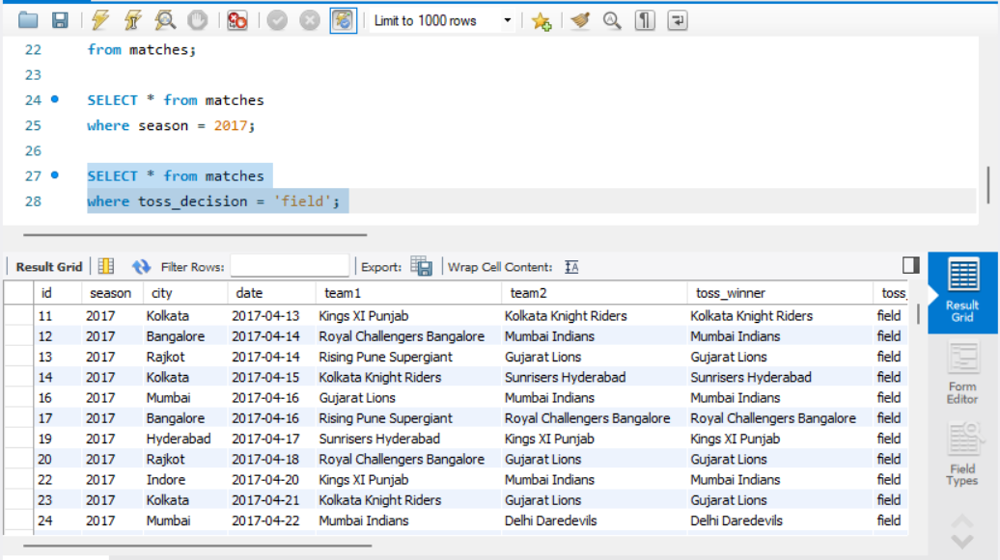 Limit to 1000 rows
22 from matches;
23
24 SELECT * from matches
25 where season = 2017;
26
27 SELECT * from matches
28 where toss_decision = 'field';
Result Grid Filter Rows: Export: Wrap Cell Content: IA
id season city date team1 team2 toss_winner toss_
11 2017 Kolkata 2017-04-13 Kings XI Punjab Kolkata Knight Riders Kolkata Knight Riders field
12 2017 Bangalore 2017-04-14 Royal Challengers Bangalore Mumbai Indians Mumbai Indians field
13 2017 Rajkot 2017-04-14 Rising Pune Supergiant Gujarat Lions Gujarat Lions field
14 2017 Kolkata 2017-04-15 Kolkata Knight Riders Sunrisers Hyderabad Sunrisers Hyderabad field
16 2017 Mumbai 2017-04-16 Gujarat Lions Mumbai Indians Mumbai Indians field
17 2017 Bangalore 2017-04-16 Rising Pune Supergiant Royal Challengers Bangalore Royal Challengers Bangalore field
19 2017 Hyderabad 2017-04-17 Sunrisers Hyderabad Kings XI Punjab Kings XI Punjab field
20 2017 Rajkot 2017-04-18 Royal Challengers Bangalore Gujarat Lions Gujarat Lions field
22 2017 Indore 2017-04-20 Kings XI Punjab Mumbai Indians Mumbai Indians field
23 2017 Kolkata 2017-04-21 Kolkata Knight Riders Gujarat Lions Gujarat Lions field
24 2017 Mumbai 2017-04-22 Mumbai Indians Delhi Daredevils Delhi Daredevils field
Result
Grid
Form
Editor
Field
Types